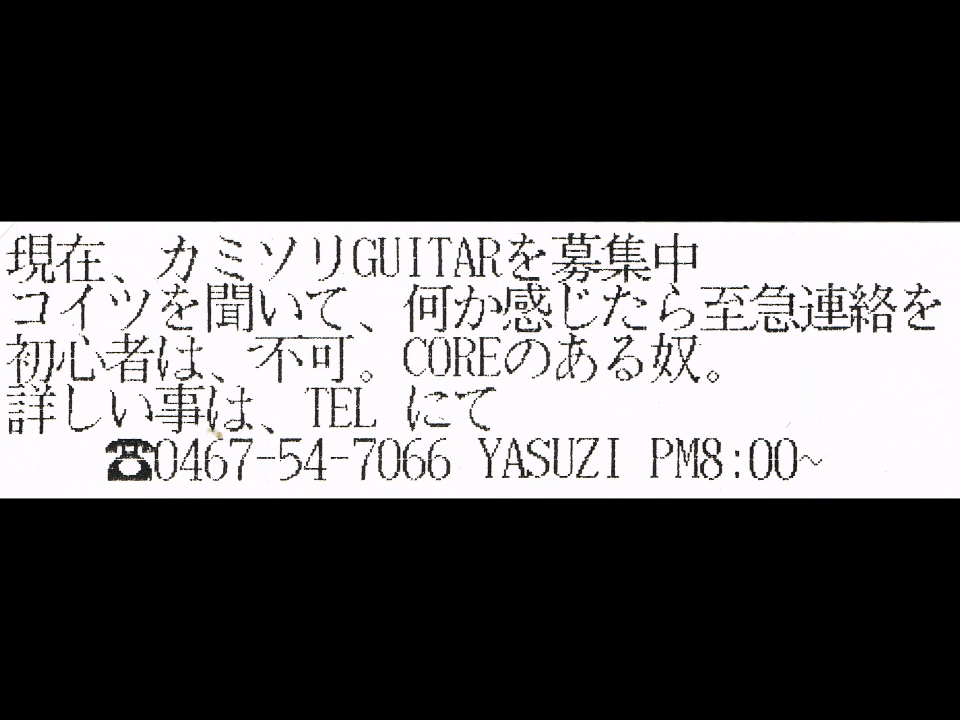 現在、カミソリGUITARを募集中
コイツを聞いて、何か感じたら至急連絡を
初心者は、不可。COREのある奴。
詳しい事は、TEL にて
☎0467-54-7066 YASUZI PM8:00~